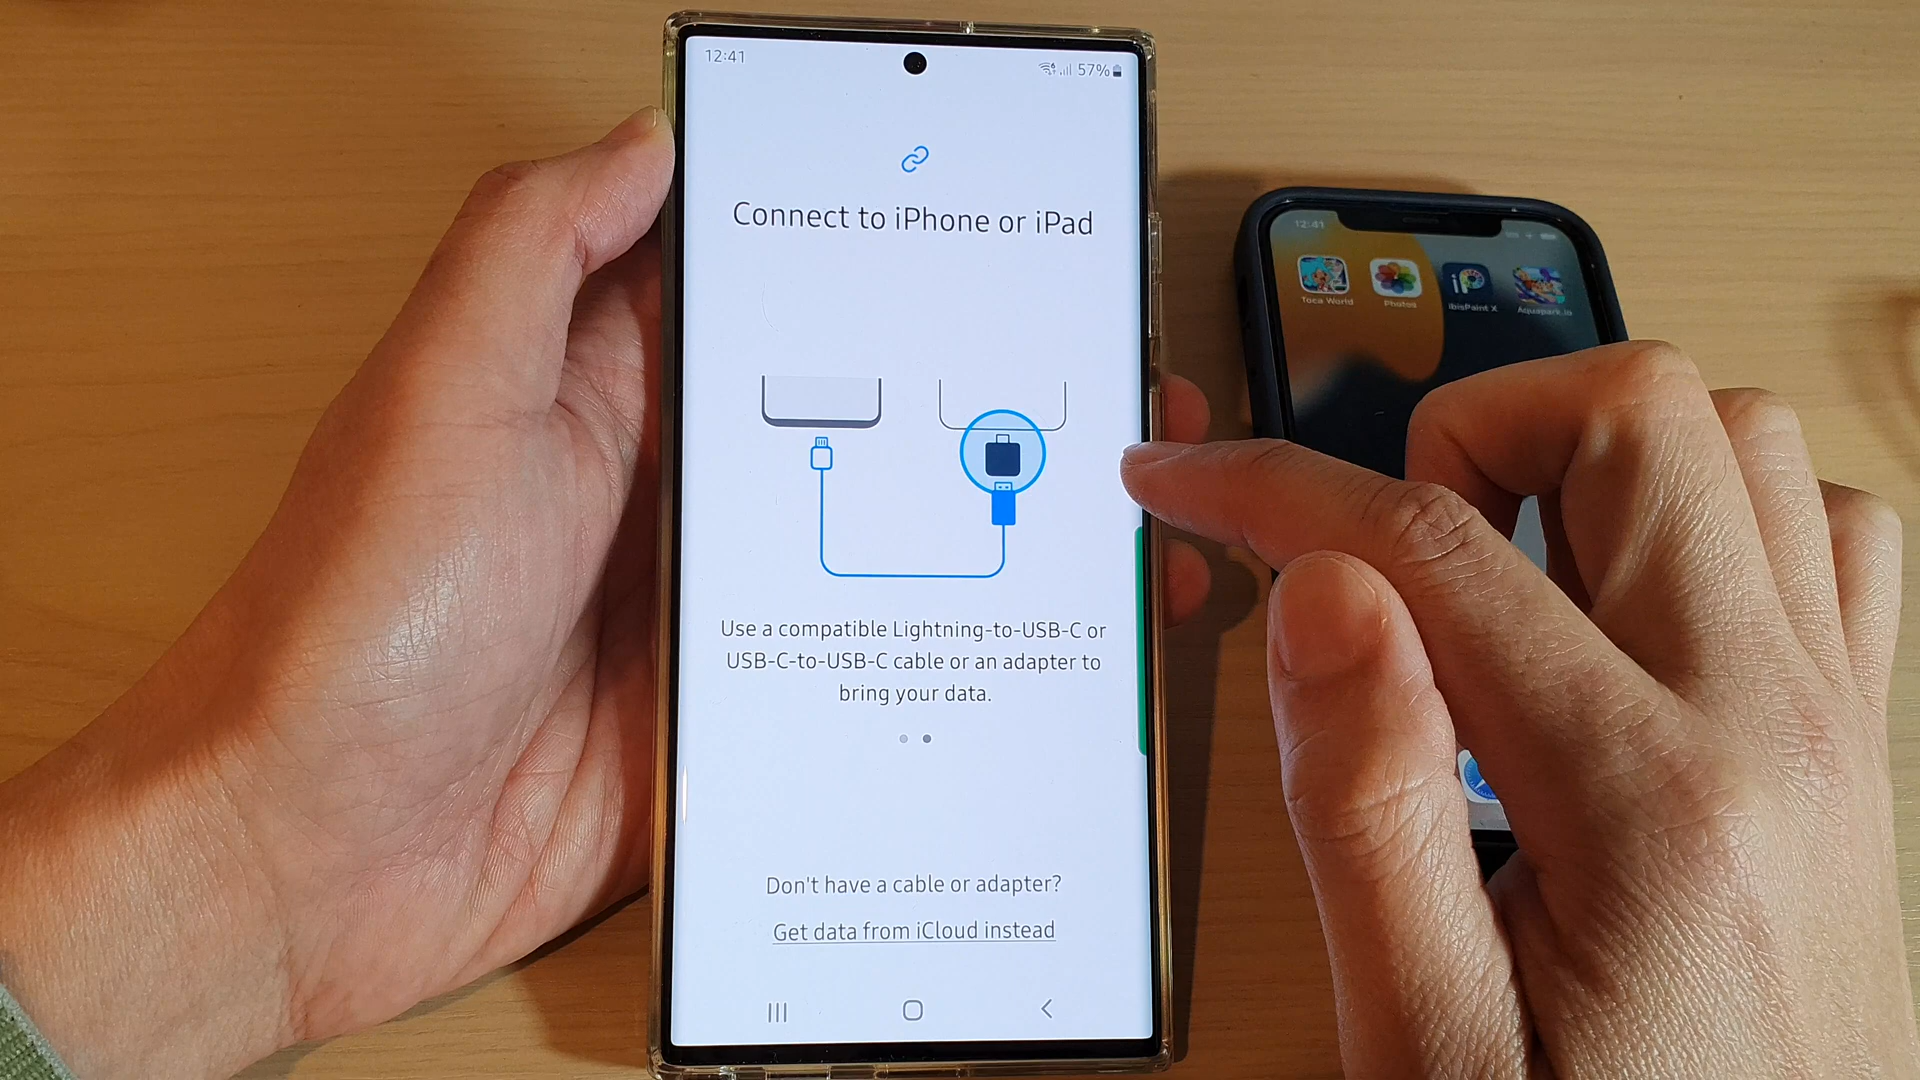 12:41
57%
Connect to iPhone or iPad
Use a compatible Lightning-to-USB-C or
USB-C-to-USB-C cable or an adapter to
bring your data.
Don't have a cable or adapter?
Get data from iCloud instead
12:41
Toca World
Photos
ibisPaint X
Aquapark.io